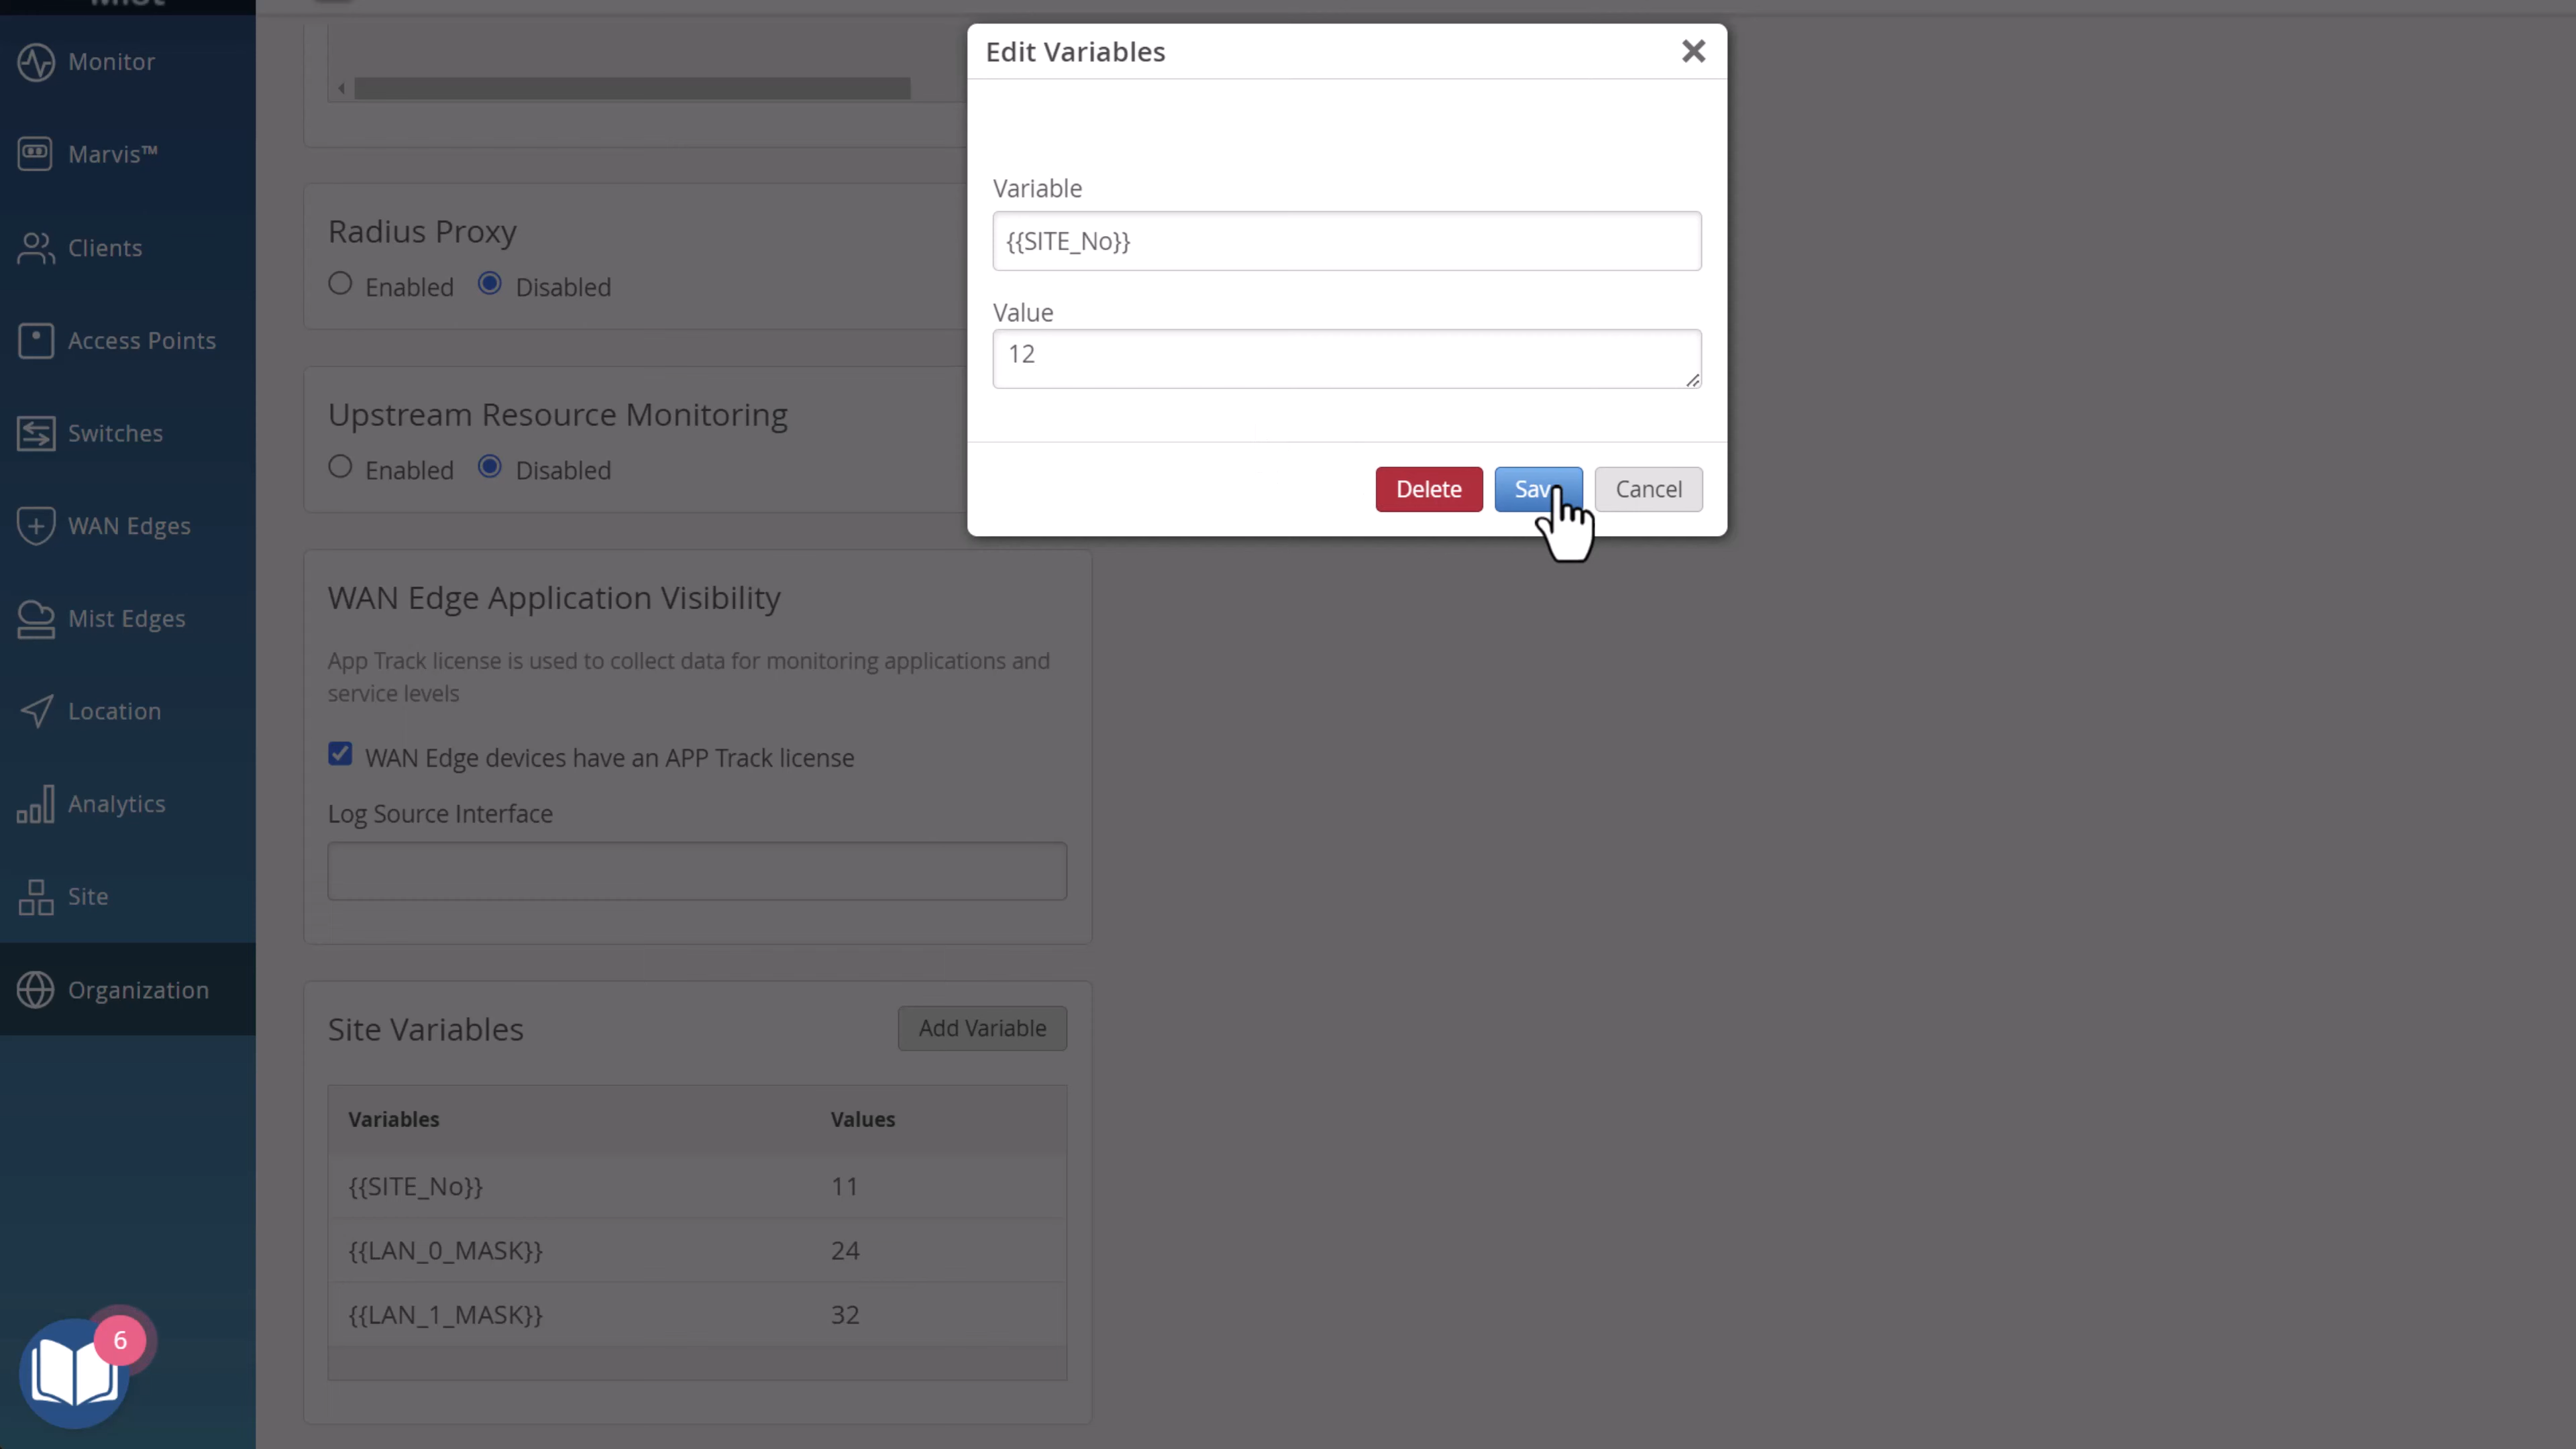 Monitor
Marvis™
Clients
Access Points
Switches
WAN Edges
Mist Edges
Location
Analytics
Site
Organization
6
Radius Proxy
Enabled Disabled
Upstream Resource Monitoring
Enabled Disabled
WAN Edge Application Visibility
App Track license is used to collect data for monitoring applications and
service levels
WAN Edge devices have an APP Track license
Log Source Interface
Site Variables Add Variable
Variables Values
{{SITE_No}} 11
{{LAN_0_MASK}} 24
{{LAN_1_MASK}} 32
Edit Variables
Variable
{{SITE_No}}
Value
12
Delete Sav Cancel